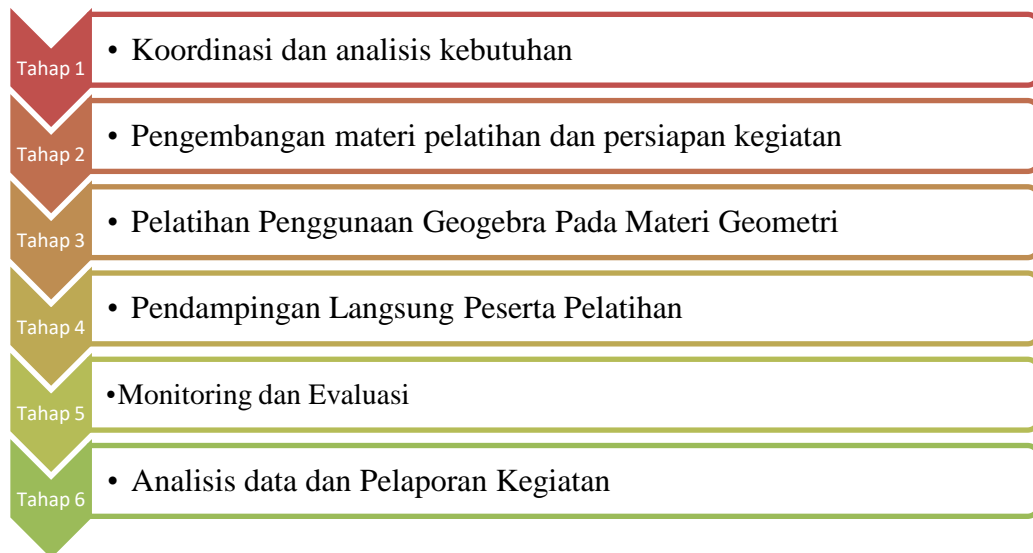 Tahap 1
• Koordinasi dan analisis kebutuhan
Tahap 2
• Pengembangan materi pelatihan dan persiapan kegiatan
Tahap 3
• Pelatihan Penggunaan Geogebra Pada Materi Geometri
Tahap 4
• Pendampingan Langsung Peserta Pelatihan
Tahap 5
•Monitoring dan Evaluasi
Tahap 6
• Analisis data dan Pelaporan Kegiatan